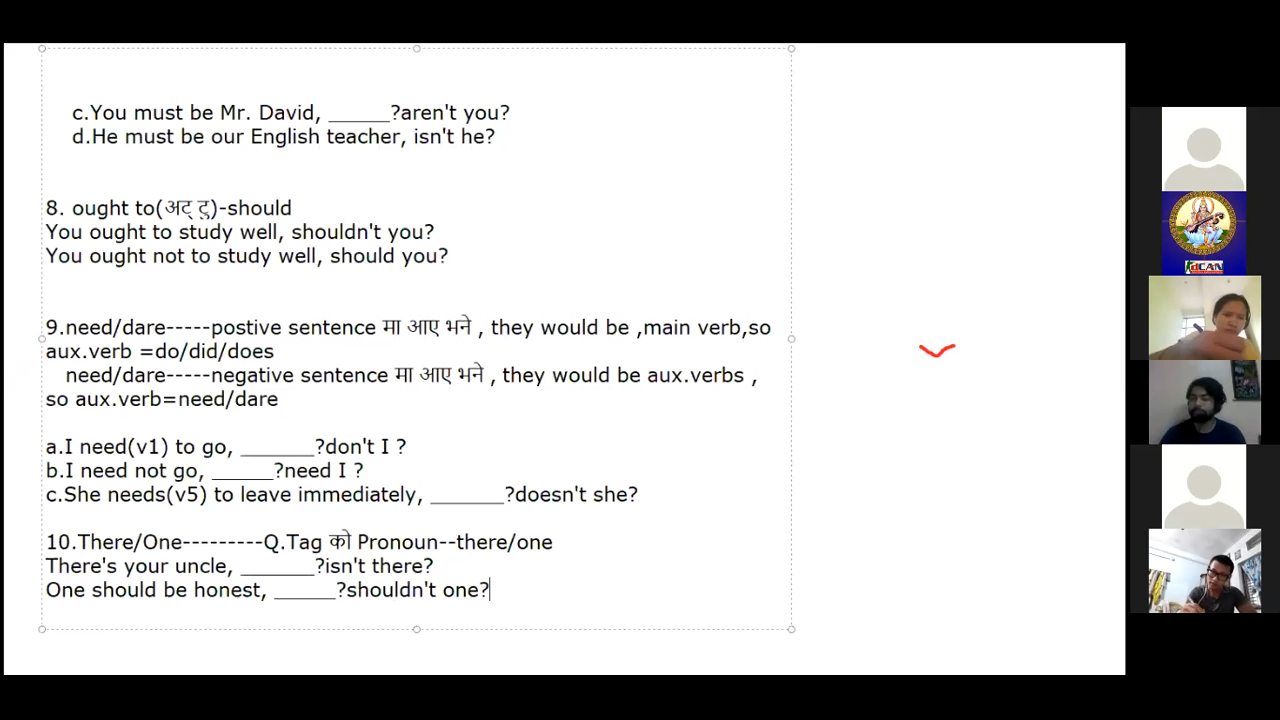 c.You must be Mr. David, ______?aren't you?
d.He must be our English teacher, isn't he?
8. ought to(अट् टु)-should
You ought to study well, shouldn't you?
You ought not to study well, should you?
9.need/dare-----postive sentence मा आए भने , they would be ,main verb,so
aux.verb =do/did/does
need/dare-----negative sentence मा आए भने , they would be aux.verbs ,
so aux.verb=need/dare
a.I need(v1) to go, _______?don't I ?
b.I need not go, ______?need I ?
c.She needs(v5) to leave immediately, _______?doesn't she?
10.There/One---------Q.Tag को Pronoun--there/one
There's your uncle, _______?isn't there?
One should be honest, ______?shouldn't one?